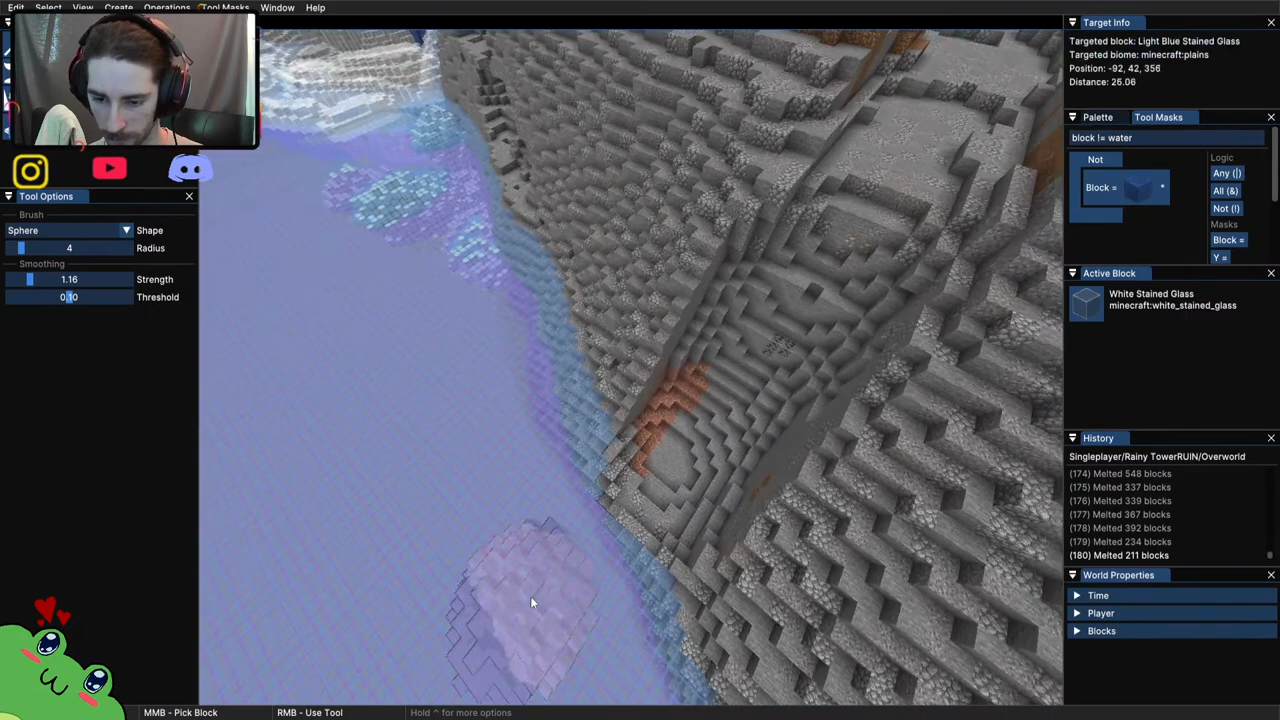 Edit Select View Create Operations Tool Masks Window Help
Target Info
Targeted block: Light Blue Stained Glass
Targeted biome: minecraft:plains
Position: -92, 42, 356
Distance: 26.06
Palette Tool Masks
block != water
Not
Block = *
Logic
Any (|)
All (&)
Not (!)
Masks
Block =
Y =
Tool Options
Brush
Sphere Shape
4 Radius
Smoothing
1.16 Strength
0.10 Threshold
Active Block
White Stained Glass
minecraft:white_stained_glass
History
Singleplayer/Rainy TowerRUIN/Overworld
(174) Melted 548 blocks
(175) Melted 337 blocks
(176) Melted 339 blocks
(177) Melted 367 blocks
(178) Melted 392 blocks
(179) Melted 234 blocks
(180) Melted 211 blocks
World Properties
Time
Player
Blocks
MMB - Pick Block RMB - Use Tool Hold ^ for more options